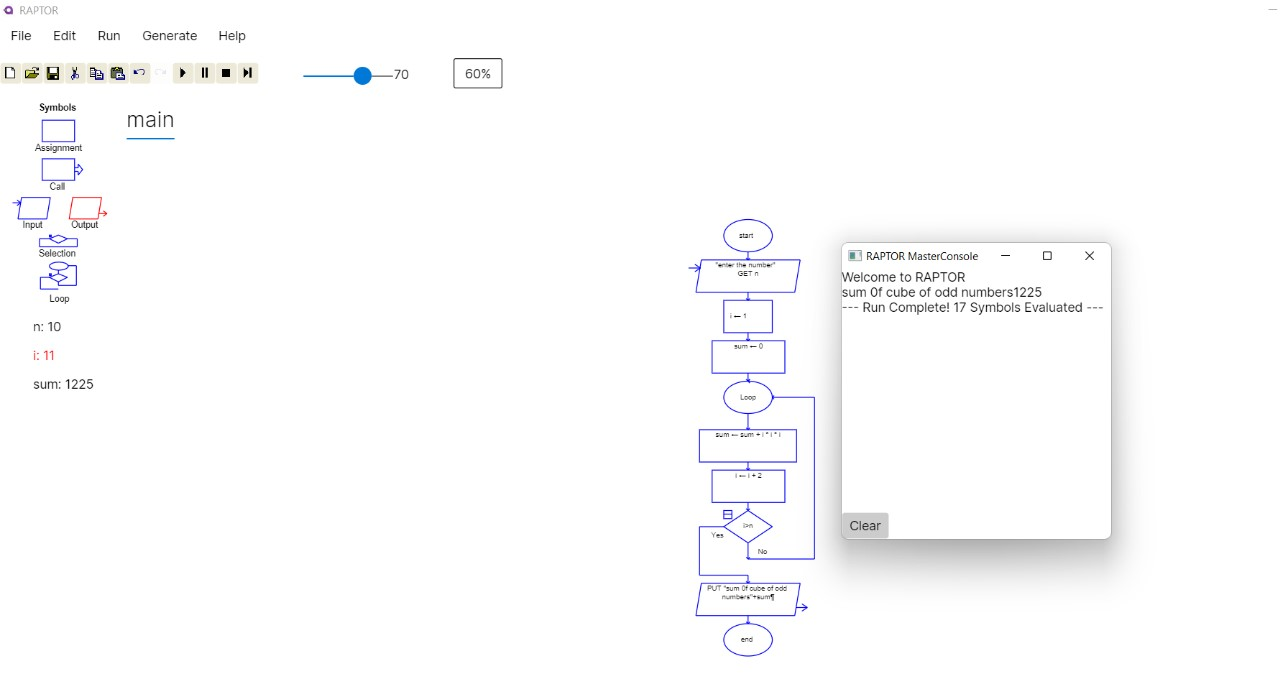 RAPTOR
File Edit Run Generate Help
70
60%
Symbols
Assignment
Call
Input Output
Selection
Loop
n: 10
i: 11
sum: 1225
main
start
"enter the number"
GET n
i ← 1
sum ← 0
Loop
sum ← sum + i * i * i
i ← i + 2
i>n
Yes
No
PUT "sum 0f cube of odd
numbers"+sum¶
end
RAPTOR MasterConsole
Welcome to RAPTOR
sum 0f cube of odd numbers1225
--- Run Complete! 17 Symbols Evaluated ---
Clear